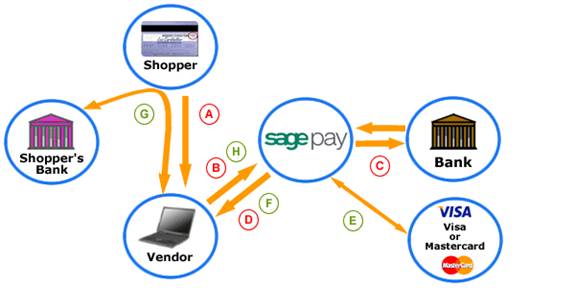 Shopper
G
A
Shopper's
Bank
B
H
sage pay
C
Bank
F
D
E
Vendor
VISA
Visa
or
Mastercard
MasterCard